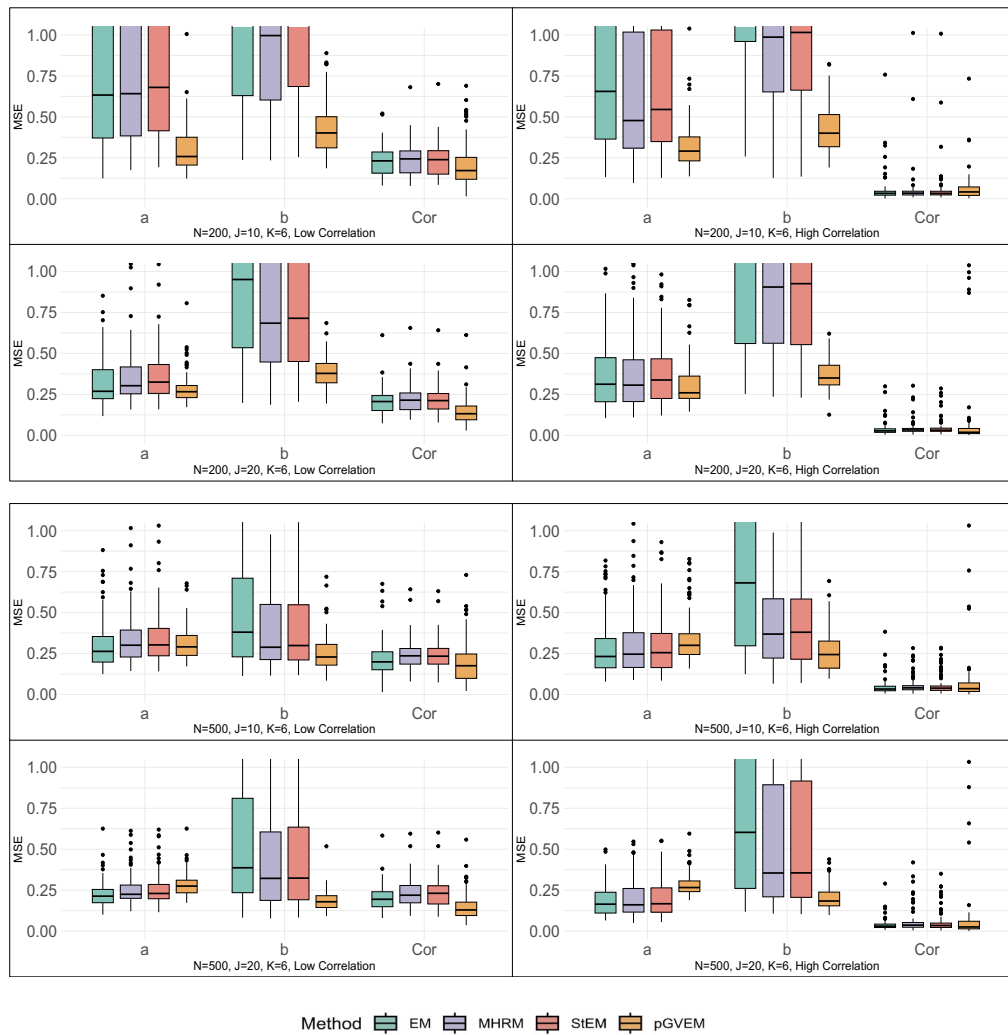 1.00
0.75
0.50
0.25
0.00
MSE
a
b
Cor
N=200, J=10, K=6, Low Correlation
1.00
0.75
0.50
0.25
0.00
MSE
a
b
Cor
N=200, J=10, K=6, High Correlation
1.00
0.75
0.50
0.25
0.00
MSE
a
b
Cor
N=200, J=20, K=6, Low Correlation
1.00
0.75
0.50
0.25
0.00
MSE
a
b
Cor
N=200, J=20, K=6, High Correlation
1.00
0.75
0.50
0.25
0.00
MSE
a
b
Cor
N=500, J=10, K=6, Low Correlation
1.00
0.75
0.50
0.25
0.00
MSE
a
b
Cor
N=500, J=10, K=6, High Correlation
1.00
0.75
0.50
0.25
0.00
MSE
a
b
Cor
N=500, J=20, K=6, Low Correlation
1.00
0.75
0.50
0.25
0.00
MSE
a
b
Cor
N=500, J=20, K=6, High Correlation
Method EM MHRM StEM pGVEM